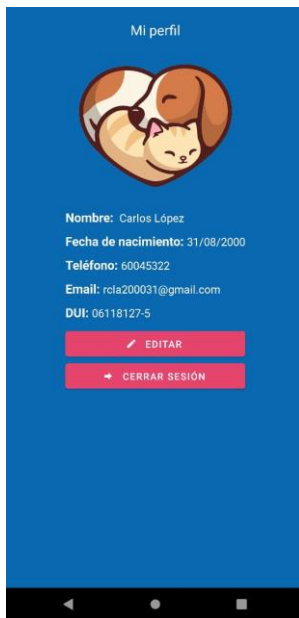 Mi perfil
Nombre: Carlos López
Fecha de nacimiento: 31/08/2000
Teléfono: 60045322
Email: rcla200031@gmail.com
DUI: 06118127-5
EDITAR
CERRAR SESIÓN